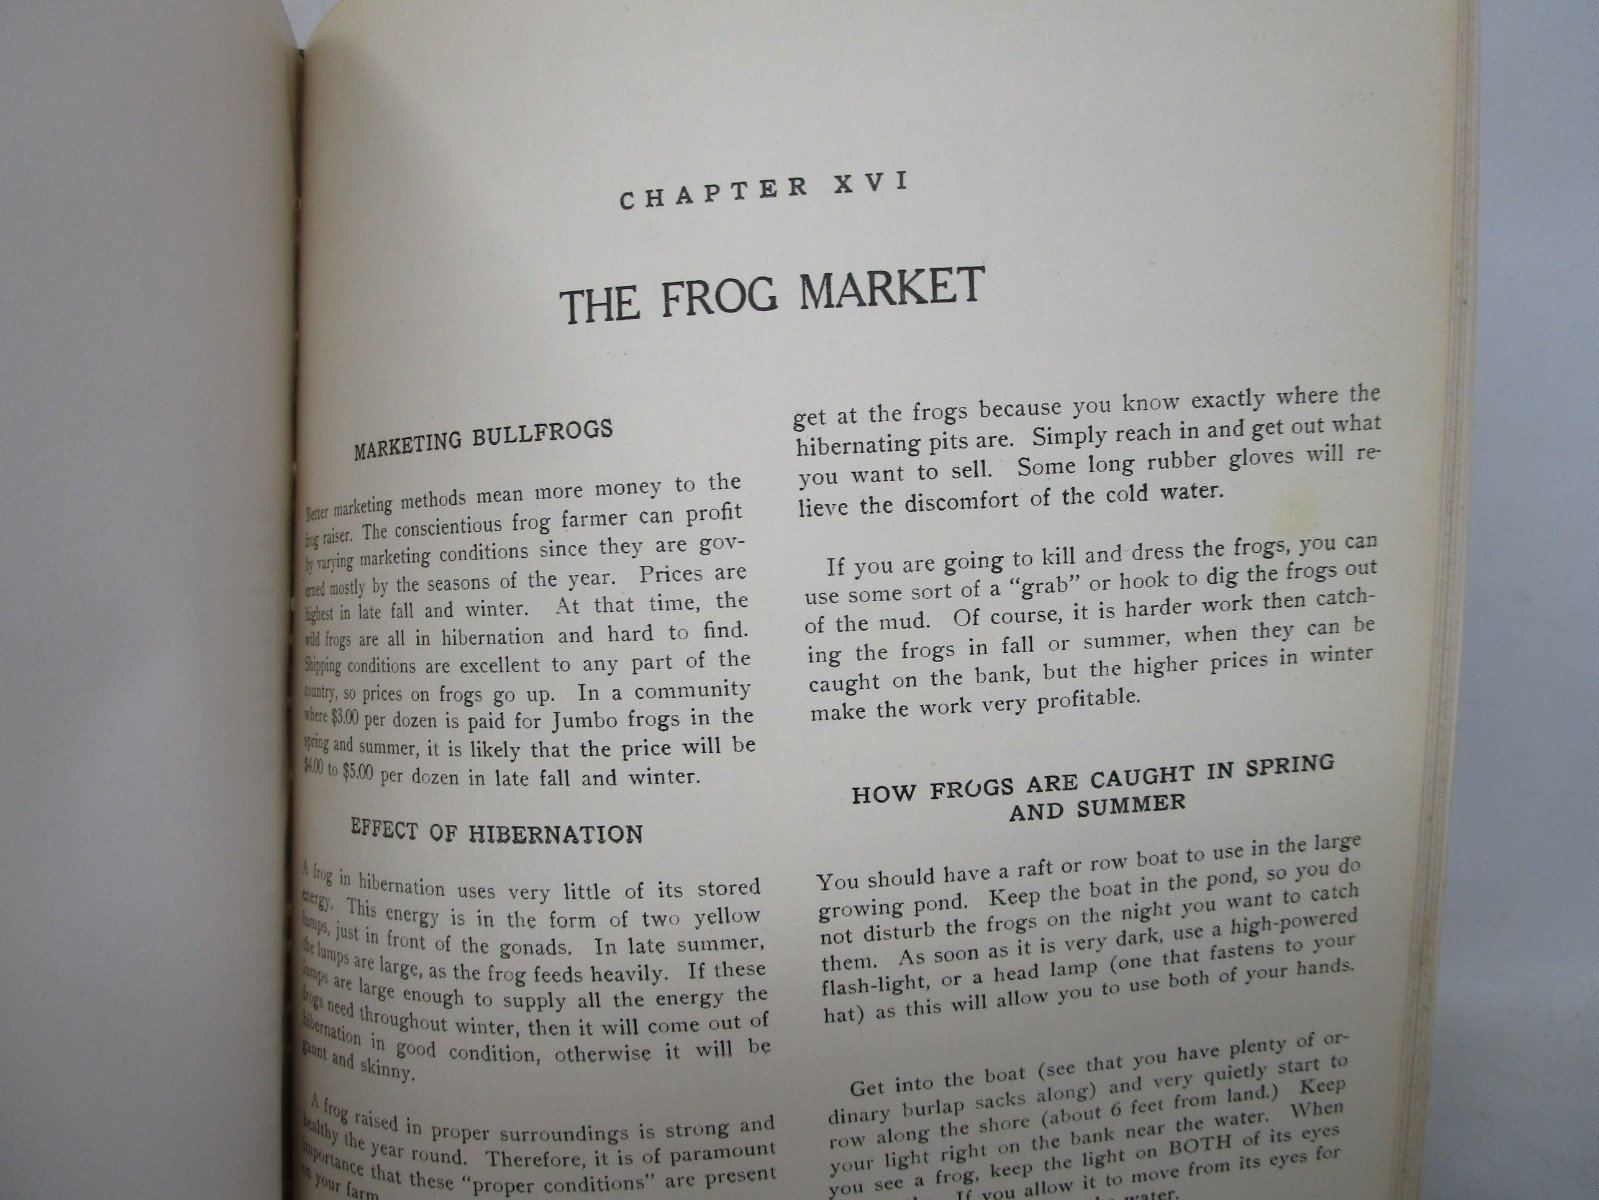 CHAPTER XVI
THE FROG MARKET
MARKETING BULLFROGS
Better marketing methods mean more money to the
frog raiser. The conscientious frog farmer can profit
by varying marketing conditions since they are gov-
erned mostly by the seasons of the year. Prices are
highest in late fall and winter. At that time, the
wild frogs are all in hibernation and hard to find.
Shipping conditions are excellent to any part of the
country, so prices on frogs go up. In a community
where $3.00 per dozen is paid for Jumbo frogs in the
spring and summer, it is likely that the price will be
$4.00 to $5.00 per dozen in late fall and winter.
EFFECT OF HIBERNATION
A frog in hibernation uses very little of its stored
energy. This energy is in the form of two yellow
lumps, just in front of the gonads. In late summer,
the lumps are large, as the frog feeds heavily. If these
lumps are large enough to supply all the energy the
frogs need throughout winter, then it will come out of
hibernation in good condition, otherwise it will be
gaunt and skinny.
A frog raised in proper surroundings is strong and
healthy the year round. Therefore, it is of paramount
importance that these "proper conditions" are present
on your farm
get at the frogs because you know exactly where the
hibernating pits are. Simply reach in and get out what
you want to sell. Some long rubber gloves will re-
lieve the discomfort of the cold water.
If you are going to kill and dress the frogs, you can
use some sort of a "grab" or hook to dig the frogs out
of the mud. Of course, it is harder work then catch-
ing the frogs in fall or summer, when they can be
caught on the bank, but the higher prices in winter
make the work very profitable.
HOW FROGS ARE CAUGHT IN SPRING
AND SUMMER
You should have a raft or row boat to use in the large
growing pond. Keep the boat in the pond, so you do
not disturb the frogs on the night you want to catch
them. As soon as it is very dark, use a high-powered
flash-light, or a head lamp (one that fastens to your
hat) as this will allow you to use both of your hands.
Get into the boat (see that you have plenty of or-
dinary burlap sacks along) and very quietly start to
row along the shore (about 6 feet from land.) Keep
your light right on the bank near the water. When
you see a frog, keep the light on BOTH of its eyes
If you allow it to move from its eyes for
water.